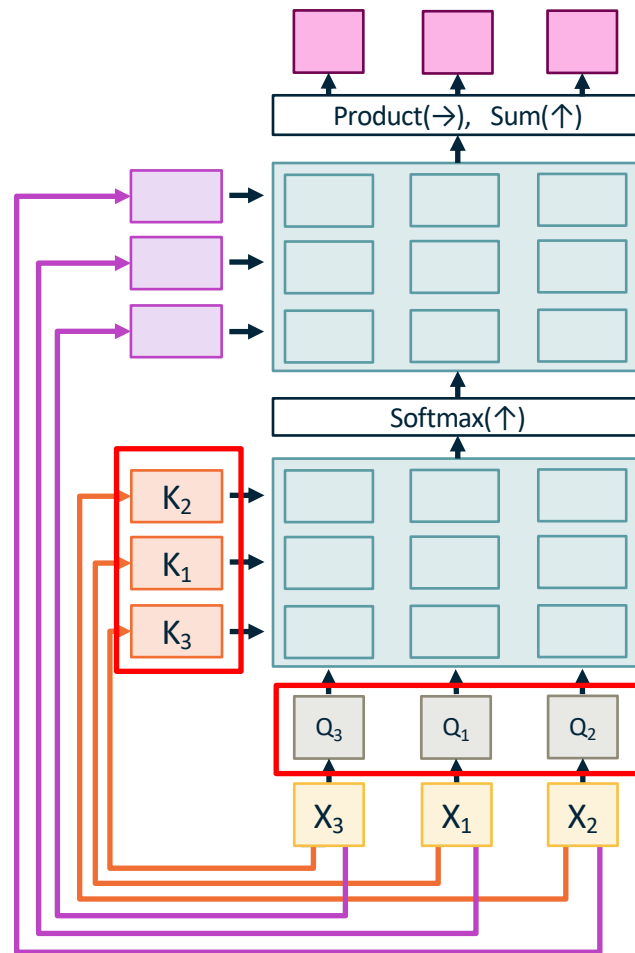 Product(→), Sum(↑)
Softmax(↑)
K₂
K₁
K₃
Q₃ Q₁ Q₂
X₃ X₁ X₂